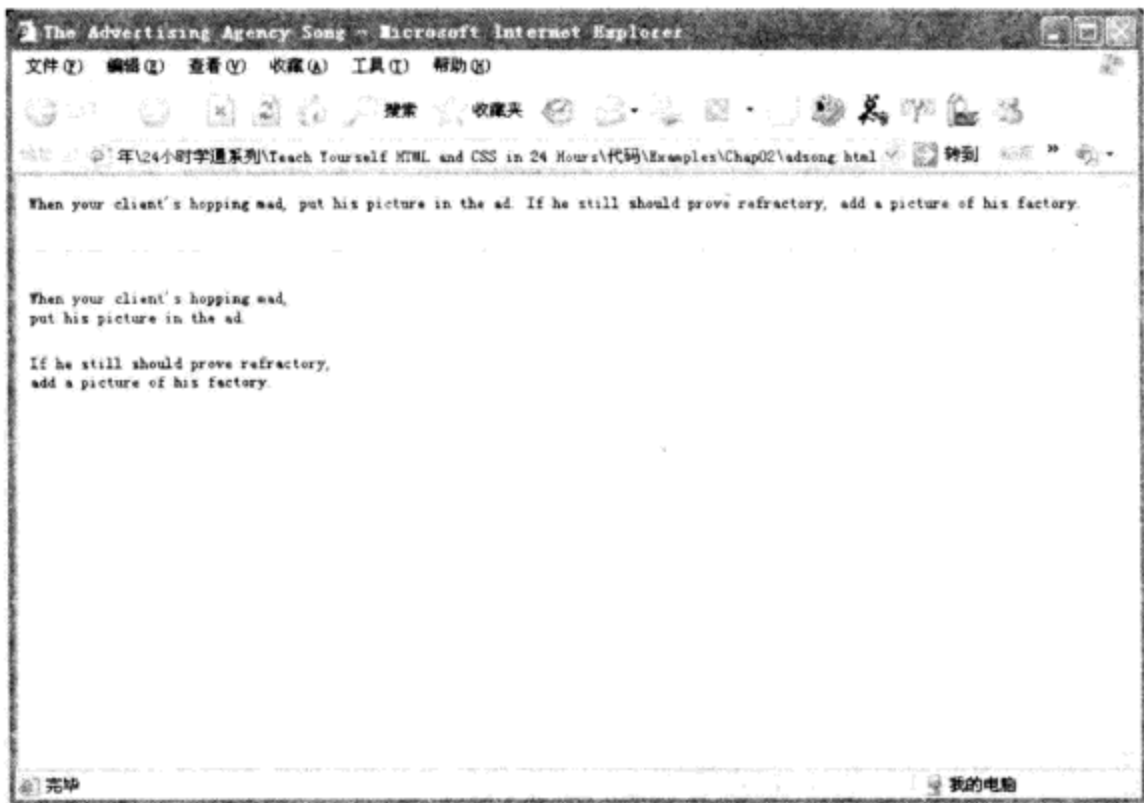 The Advertising Agency Song - Microsoft Internet Explorer
文件(F) 编辑(E) 查看(V) 收藏(A) 工具(T) 帮助(H)
搜索 收藏夹
年\24小时学通系列\Teach Yourself HTML and CSS in 24 Hours\代码\Examples\Chap02\adsong.html 转到 »
When your client's hopping mad, put his picture in the ad. If he still should prove refractory, add a picture of his factory.
When your client's hopping mad,
put his picture in the ad.
If he still should prove refractory,
add a picture of his factory.
完毕 我的电脑